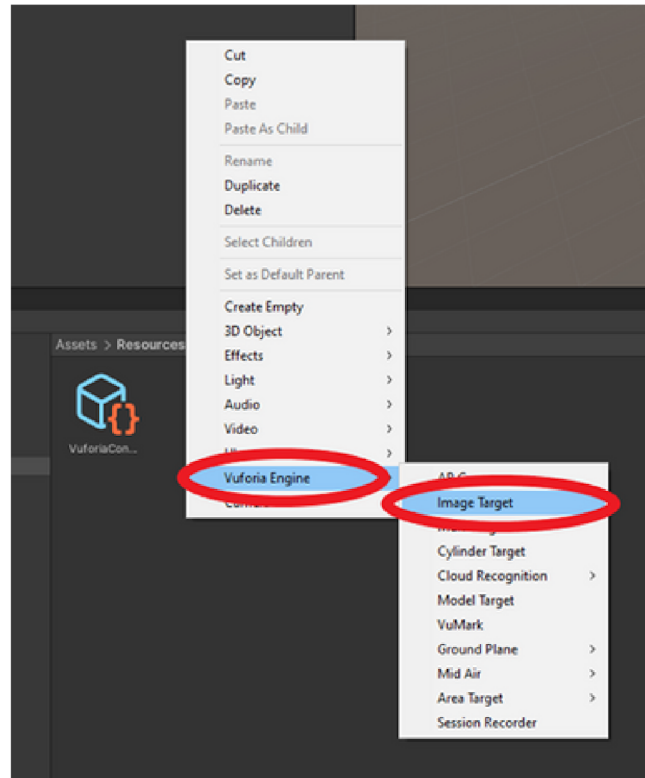 Cut
Copy
Paste
Paste As Child
Rename
Duplicate
Delete
Select Children
Set as Default Parent
Create Empty
3D Object
Effects
Light
Audio
Video
Vuforia Engine
Assets > Resources
VuforiaCon...
Image Target
Cylinder Target
Cloud Recognition
Model Target
VuMark
Ground Plane
Mid Air
Area Target
Session Recorder